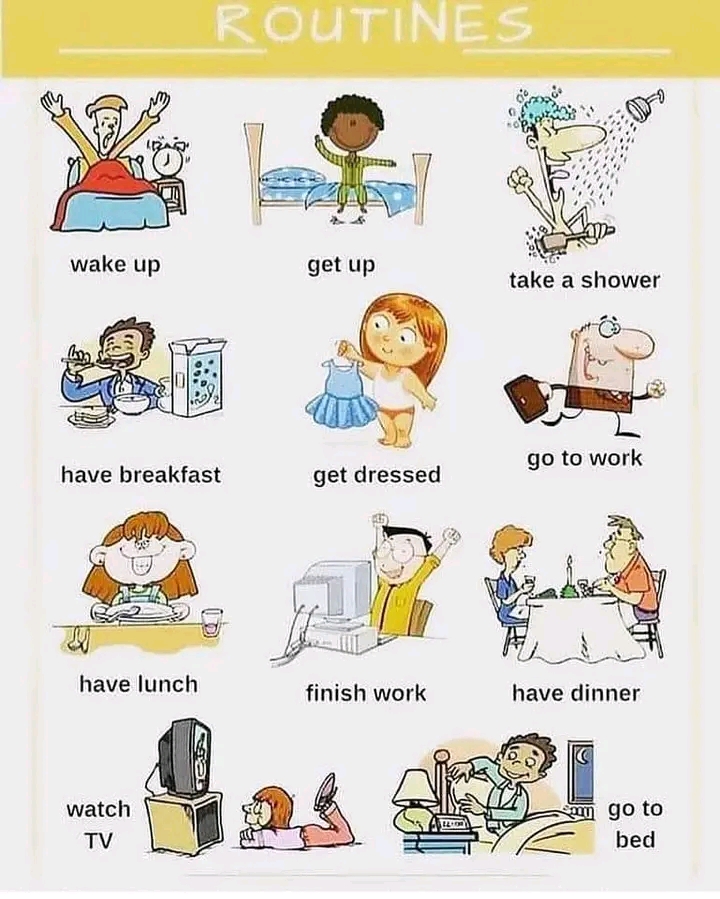 ROUTINES
wake up
get up
take a shower
have breakfast
get dressed
go to work
have lunch
finish work
have dinner
watch
TV
go to
bed